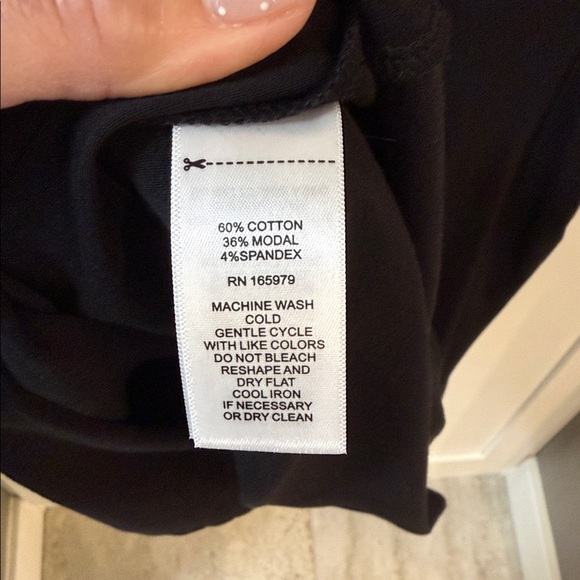 60% COTTON
36% MODAL
4%SPANDEX
RN 165979
MACHINE WASH
COLD
GENTLE CYCLE
WITH LIKE COLORS
DO NOT BLEACH
RESHAPE AND
DRY FLAT
COOL IRON
IF NECESSARY
OR DRY CLEAN